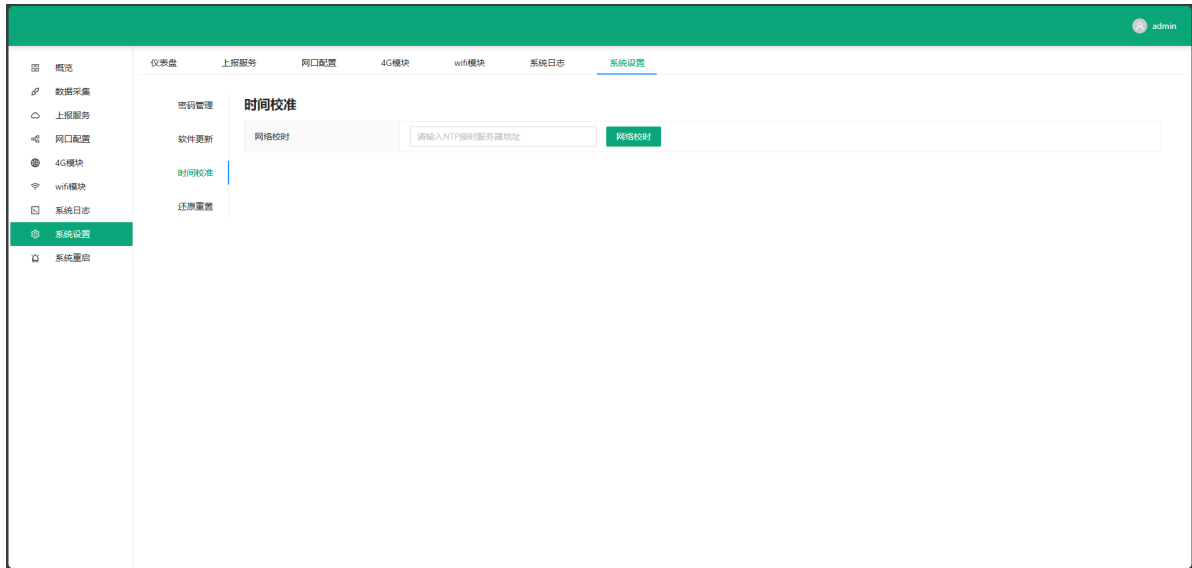 admin
概览
数据采集
上报服务
网口配置
4G模块
wifi模块
系统日志
系统设置
系统重启
仪表盘 上报服务 网口配置 4G模块 wifi模块 系统日志 系统设置
密码管理
软件更新
时间校准
还原重置
时间校准
网络校时 请输入NTP授时服务器地址 网络校时